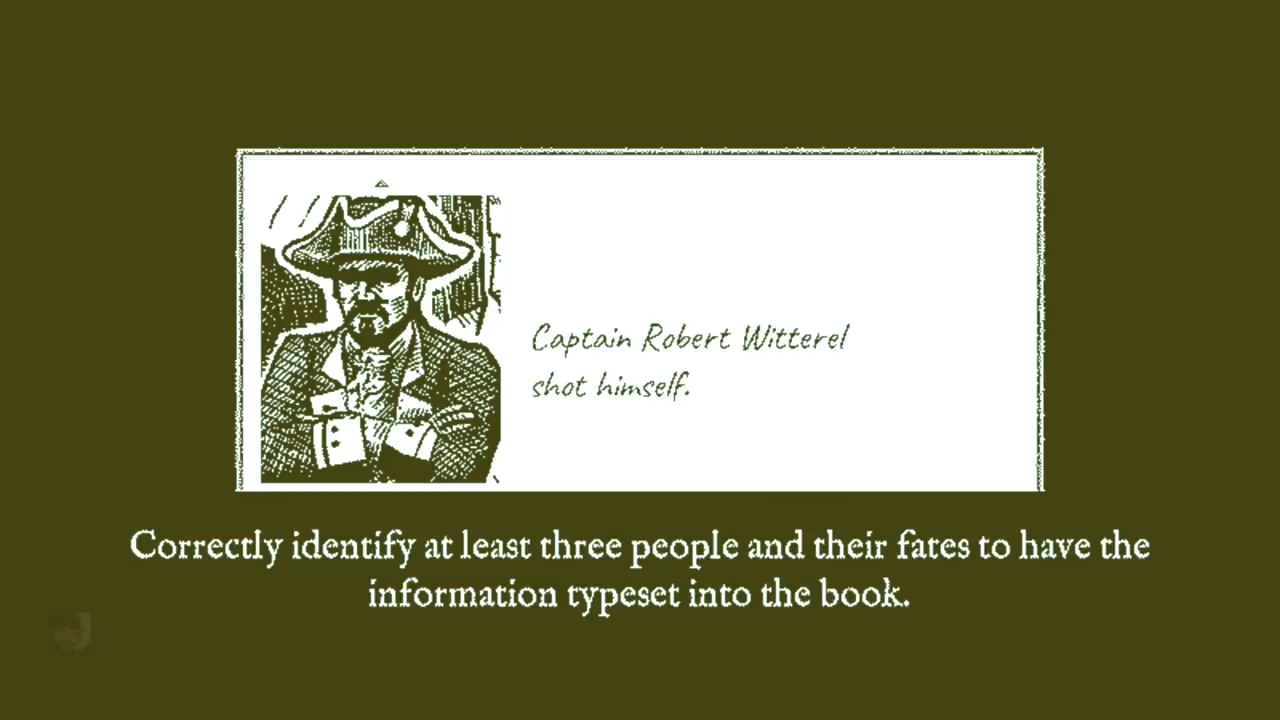 Captain Robert Witterel
shot himself.
Correctly identify at least three people and their fates to have the
information typeset into the book.